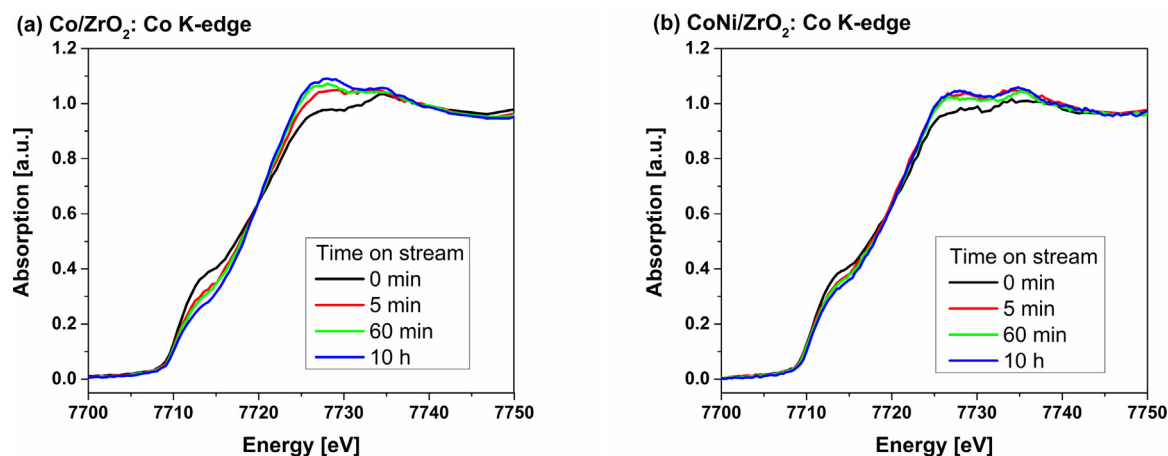 (a) Co/ZrO₂: Co K-edge
1.2
1.0
0.8
0.6
0.4
0.2
0.0
Absorption [a.u.]
Time on stream
0 min
5 min
60 min
10 h
7700 7710 7720 7730 7740 7750
Energy [eV]
(b) CoNi/ZrO₂: Co K-edge
1.2
1.0
0.8
0.6
0.4
0.2
0.0
Absorption [a.u.]
Time on stream
0 min
5 min
60 min
10 h
7700 7710 7720 7730 7740 7750
Energy [eV]